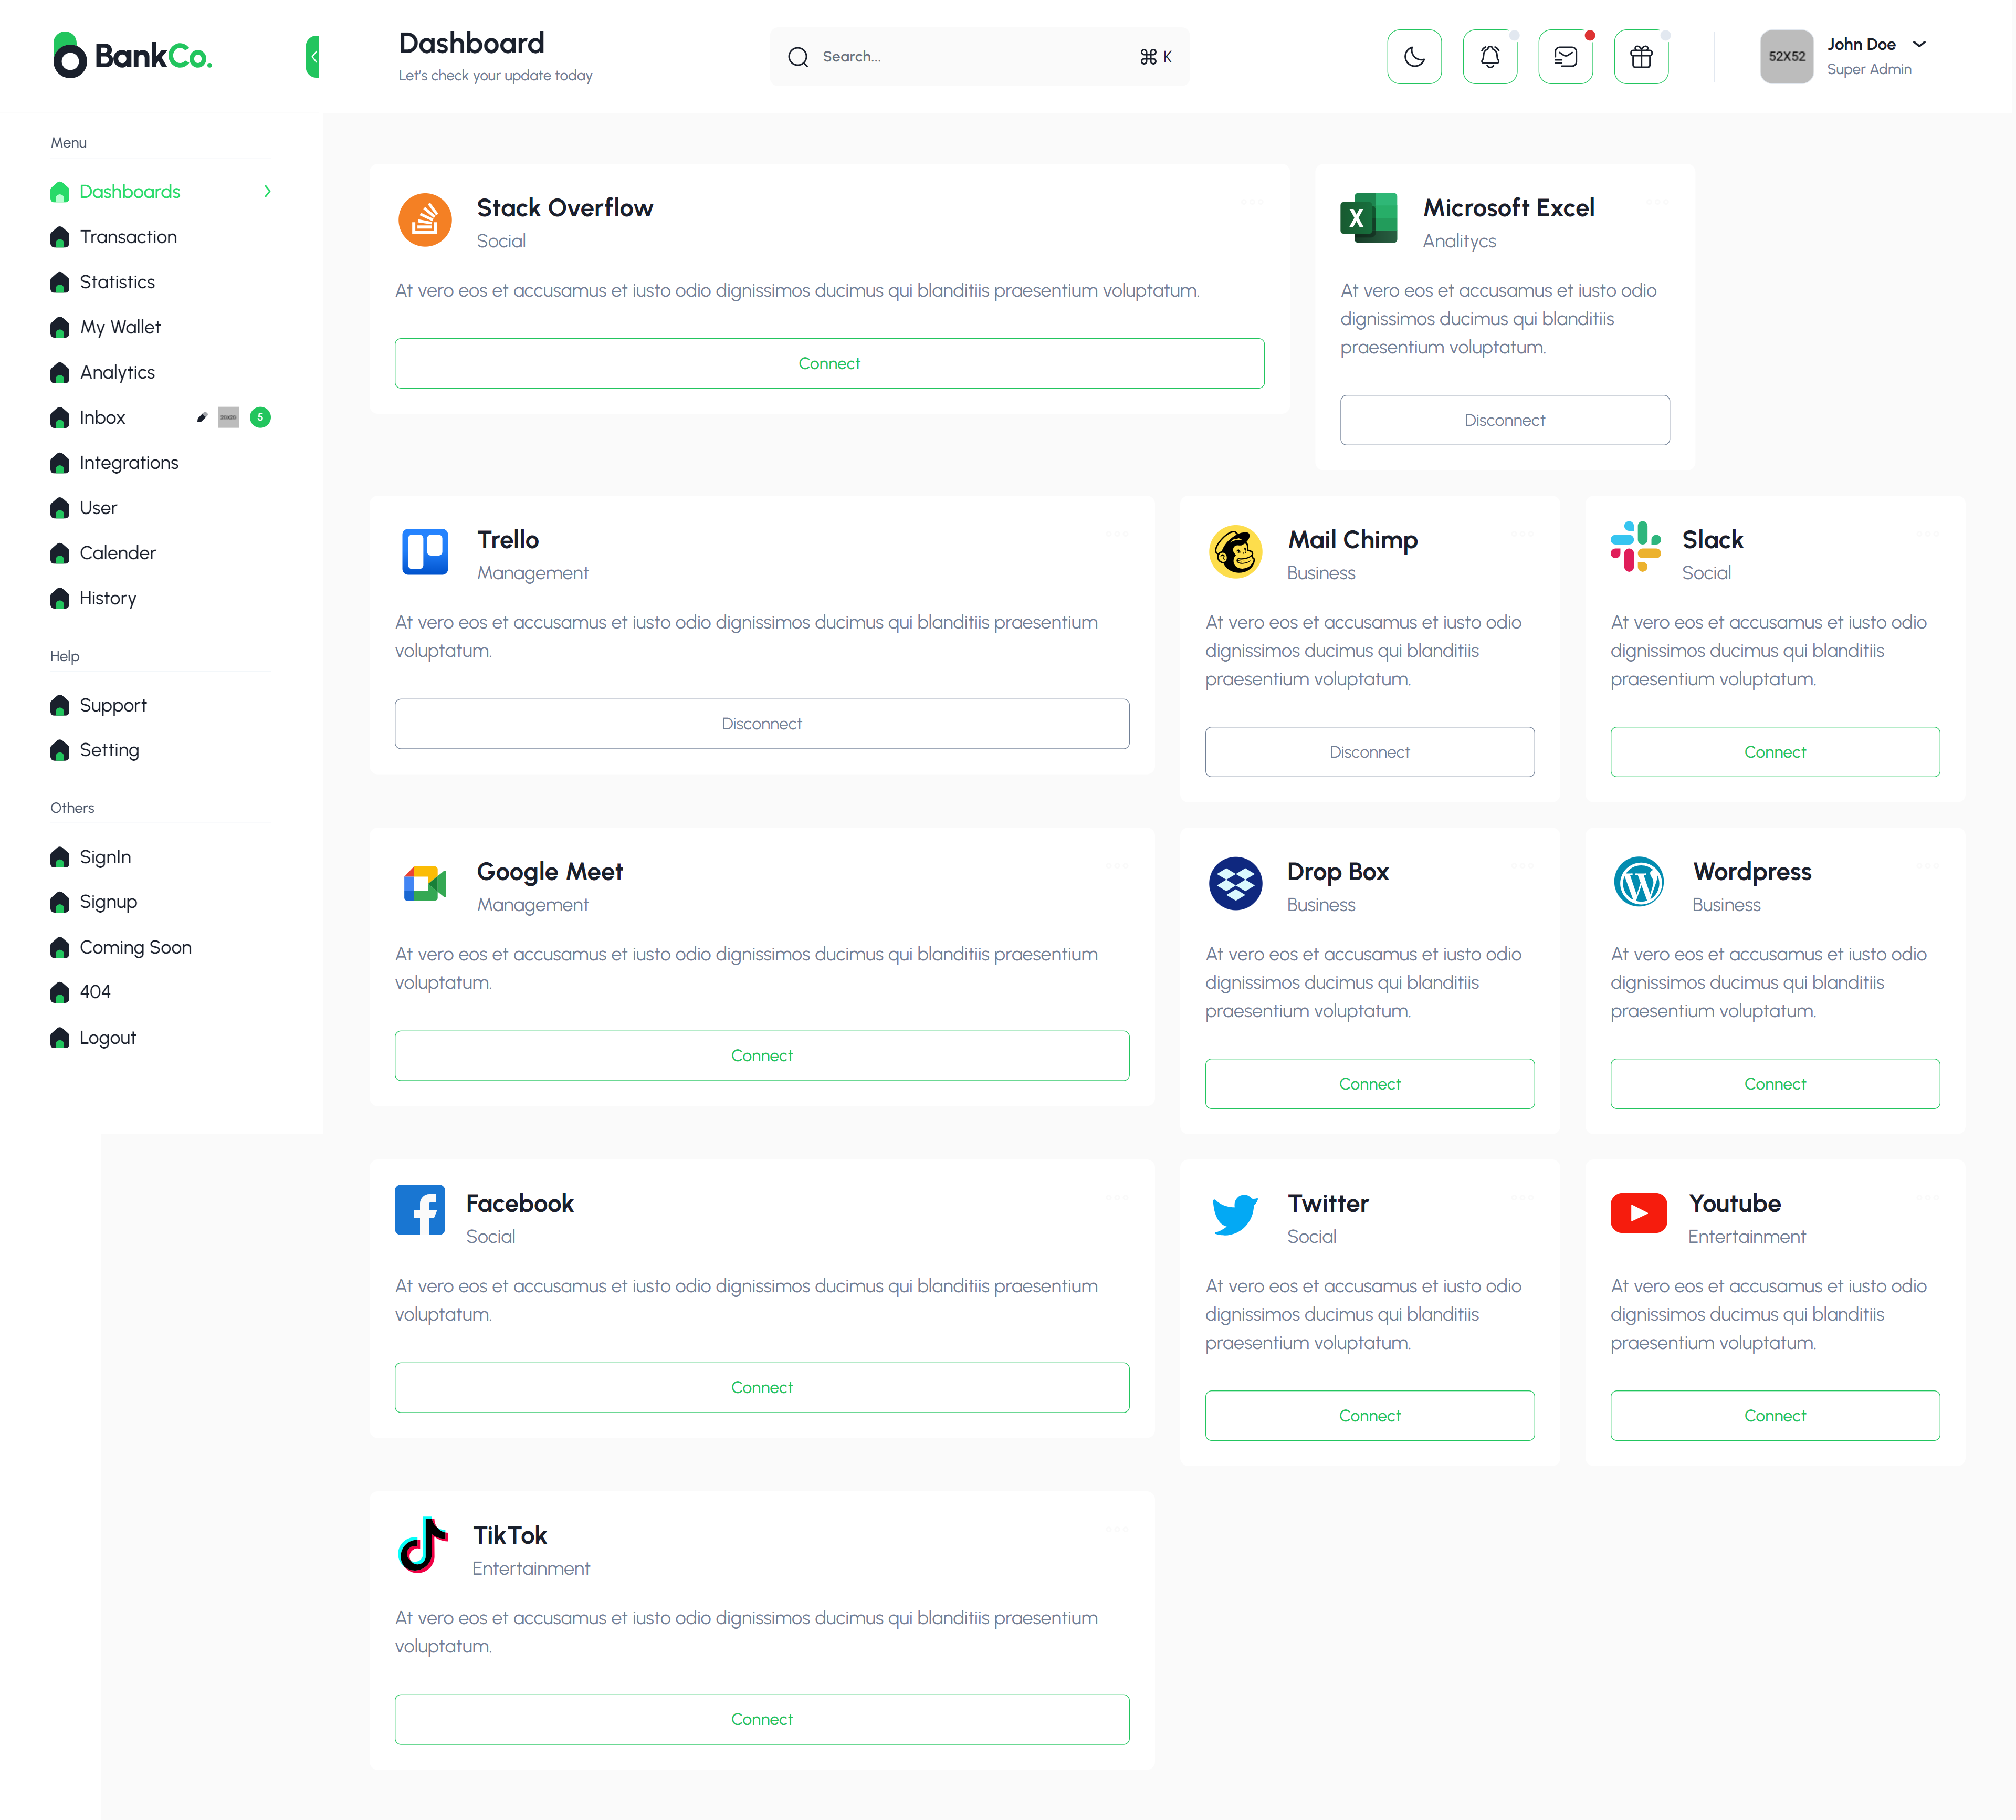 BankCo.
Dashboard
Let's check your update today
Search...
⌘ K
52X52
John Doe
Super Admin
Menu
Dashboards
Transaction
Statistics
My Wallet
Analytics
Inbox
5
Integrations
User
Calender
History
Help
Support
Setting
Others
SignIn
Signup
Coming Soon
404
Logout
Stack Overflow
Social
At vero eos et accusamus et iusto odio dignissimos ducimus qui blanditiis praesentium voluptatum.
Connect
X
Microsoft Excel
Analitycs
At vero eos et accusamus et iusto odio
dignissimos ducimus qui blanditiis
praesentium voluptatum.
Disconnect
Trello
Management
At vero eos et accusamus et iusto odio dignissimos ducimus qui blanditiis praesentium
voluptatum.
Disconnect
Mail Chimp
Business
At vero eos et accusamus et iusto odio
dignissimos ducimus qui blanditiis
praesentium voluptatum.
Disconnect
Slack
Social
At vero eos et accusamus et iusto odio
dignissimos ducimus qui blanditiis
praesentium voluptatum.
Connect
Google Meet
Management
At vero eos et accusamus et iusto odio dignissimos ducimus qui blanditiis praesentium
voluptatum.
Connect
Drop Box
Business
At vero eos et accusamus et iusto odio
dignissimos ducimus qui blanditiis
praesentium voluptatum.
Connect
Wordpress
Business
At vero eos et accusamus et iusto odio
dignissimos ducimus qui blanditiis
praesentium voluptatum.
Connect
Facebook
Social
At vero eos et accusamus et iusto odio dignissimos ducimus qui blanditiis praesentium
voluptatum.
Connect
Twitter
Social
At vero eos et accusamus et iusto odio
dignissimos ducimus qui blanditiis
praesentium voluptatum.
Connect
Youtube
Entertainment
At vero eos et accusamus et iusto odio
dignissimos ducimus qui blanditiis
praesentium voluptatum.
Connect
TikTok
Entertainment
At vero eos et accusamus et iusto odio dignissimos ducimus qui blanditiis praesentium
voluptatum.
Connect